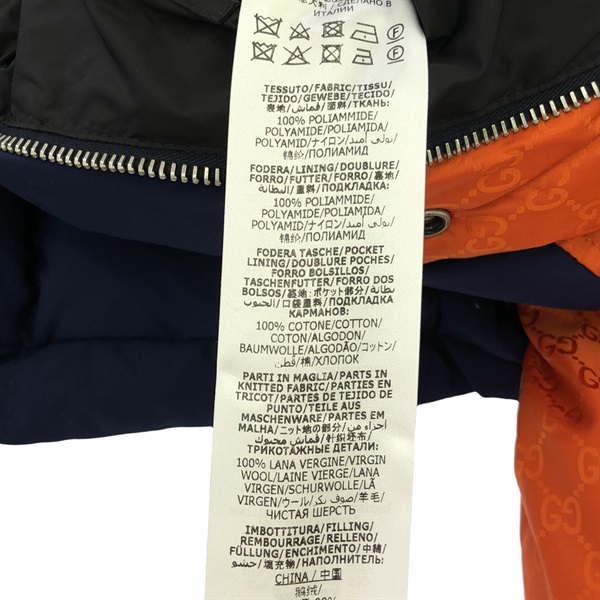 ИТАЛИИ
TESSUTO/FABRIC/TISSU/
TEJIDO/GEWEBE/TECIDO/
表地/قماش/面料/ТКАНЬ:
100% POLIAMMIDE/
POLYAMIDE/POLIAMIDA/
POLYAMID/ナイロン/بولي أميد/
锦纶/ПОЛИАМИД
FODERA/LINING/DOUBLURE/
FORRO/FUTTER/FORRO/裏地/
البطانة/里料/ПОДКЛАДКА:
100% POLIAMMIDE/
POLYAMIDE/POLIAMIDA/
POLYAMID/ナイロン/بولي أميد/
锦纶/ПОЛИАМИД
FODERA TASCHE/POCKET
LINING/DOUBLURE POCHES/
FORRO BOLSILLOS/
TASCHENFUTTER/FORRO DOS
BOLSOS/裏地：ポケット部分/بطانة
الجيوب/口袋里料/ПОДКЛАДКА
КАРМАНОВ:
100% COTONE/COTTON/
COTON/ALGODON/
BAUMWOLLE/ALGODÃO/コットン/
قطن/棉/ХЛОПОК
PARTI IN MAGLIA/PARTS IN
KNITTED FABRIC/PARTIES EN
TRICOT/PARTES DE TEJIDO DE
PUNTO/TEILE AUS
MASCHENWARE/PARTES EM
MALHA/ニット地の部分/أجزاء من
قماش محبوك/针织坯布/
ТРИКОТАЖНЫЕ ДЕТАЛИ:
100% LANA VERGINE/VIRGIN
WOOL/LAINE VIERGE/LANA
VIRGEN/SCHURWOLLE/LÃ
VIRGEN/ウール/صوف بكر/羊毛/
ЧИСТАЯ ШЕРСТЬ
IMBOTTITURA/FILLING/
REMBOURRAGE/RELLENO/
FÜLLUNG/ENCHIMENTO/中綿/
حشو/填充物/НАПОЛНИТЕЛЬ:
CHINA/中国
鹅绒/